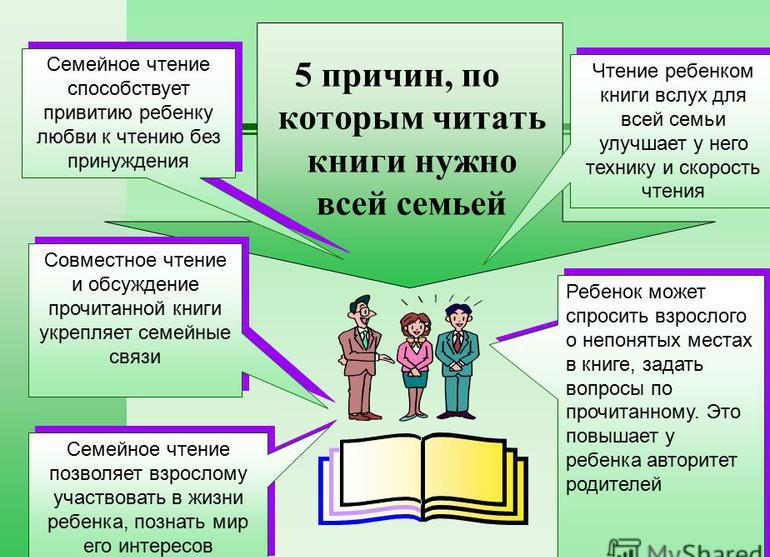 5 причин, по
которым читать
книги нужно
всей семьей
Семейное чтение
способствует
привитию ребенку
любви к чтению без
принуждения
Чтение ребенком
книги вслух для
всей семьи
улучшает у него
технику и скорость
чтения
Совместное чтение
и обсуждение
прочитанной книги
укрепляет семейные
связи
Ребенок может
спросить взрослого
о непонятых местах
в книге, задать
вопросы по
прочитанному. Это
повышает у
ребенка авторитет
родителей
Семейное чтение
позволяет взрослому
участвовать в жизни
ребенка, познать мир
его интересов
MyShared